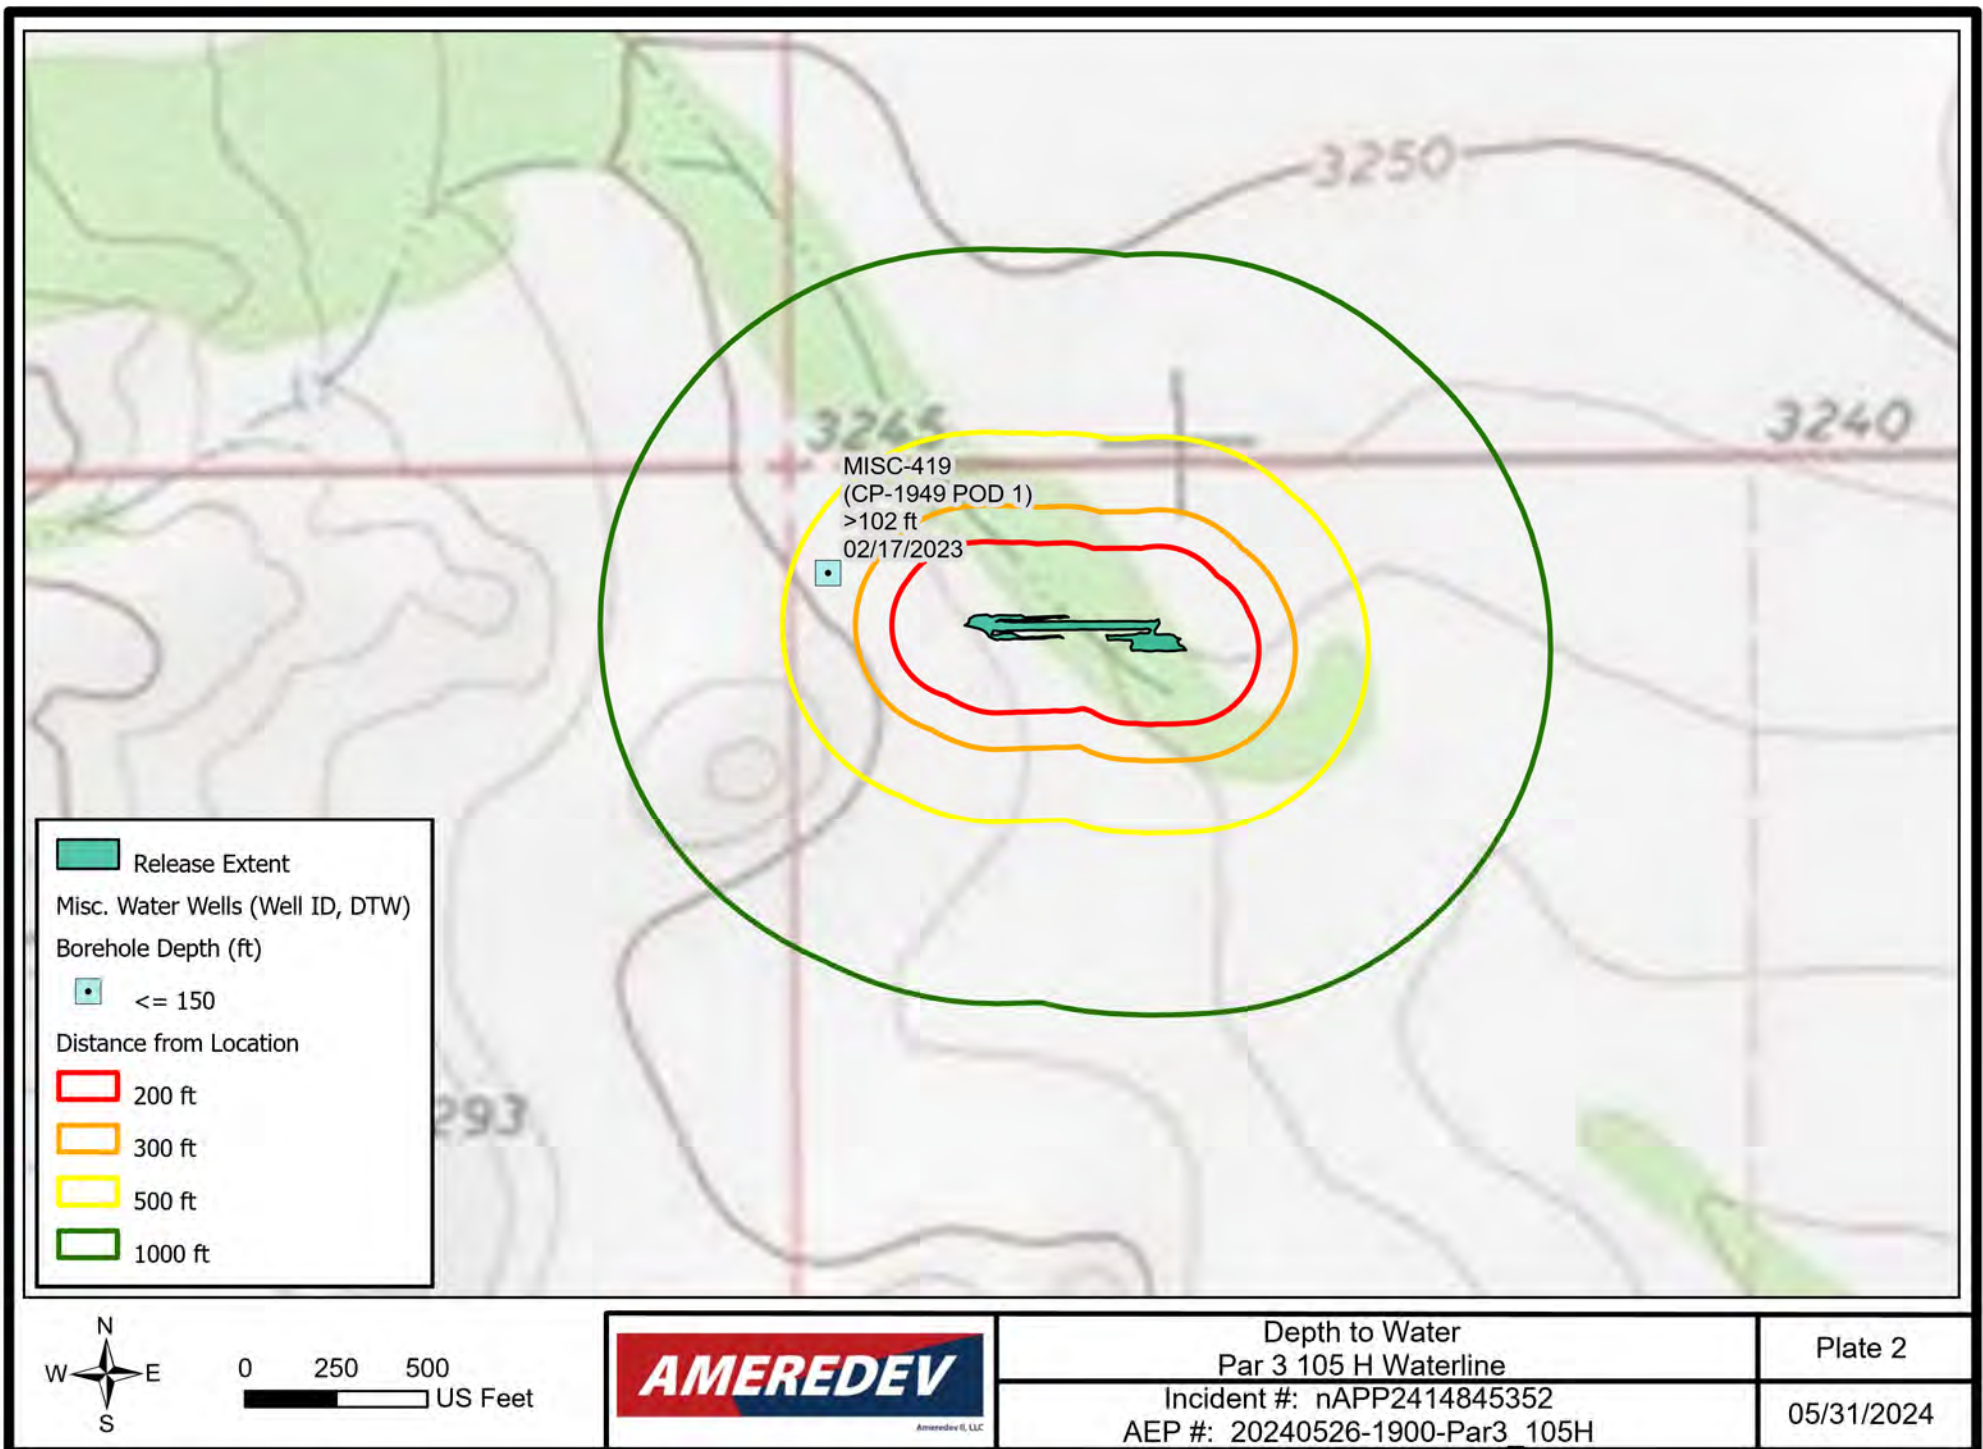 3250
3245
3240
MISC-419
(CP-1949 POD 1)
>102 ft
02/17/2023
293
Release Extent
Misc. Water Wells (Well ID, DTW)
Borehole Depth (ft)
<= 150
Distance from Location
200 ft
300 ft
500 ft
1000 ft
N
W E
S
0 250 500
US Feet
AMEREDEV
Ameredev II, LLC
Depth to Water
Par 3 105 H Waterline
Incident #: nAPP2414845352
AEP #: 20240526-1900-Par3_105H
Plate 2
05/31/2024